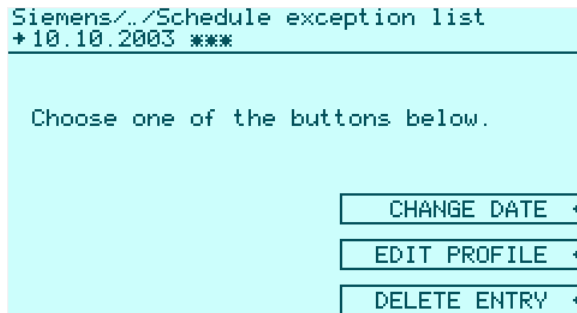 Siemens/../Schedule exception list
→10.10.2003 ***
Choose one of the buttons below.
CHANGE DATE
EDIT PROFILE
DELETE ENTRY